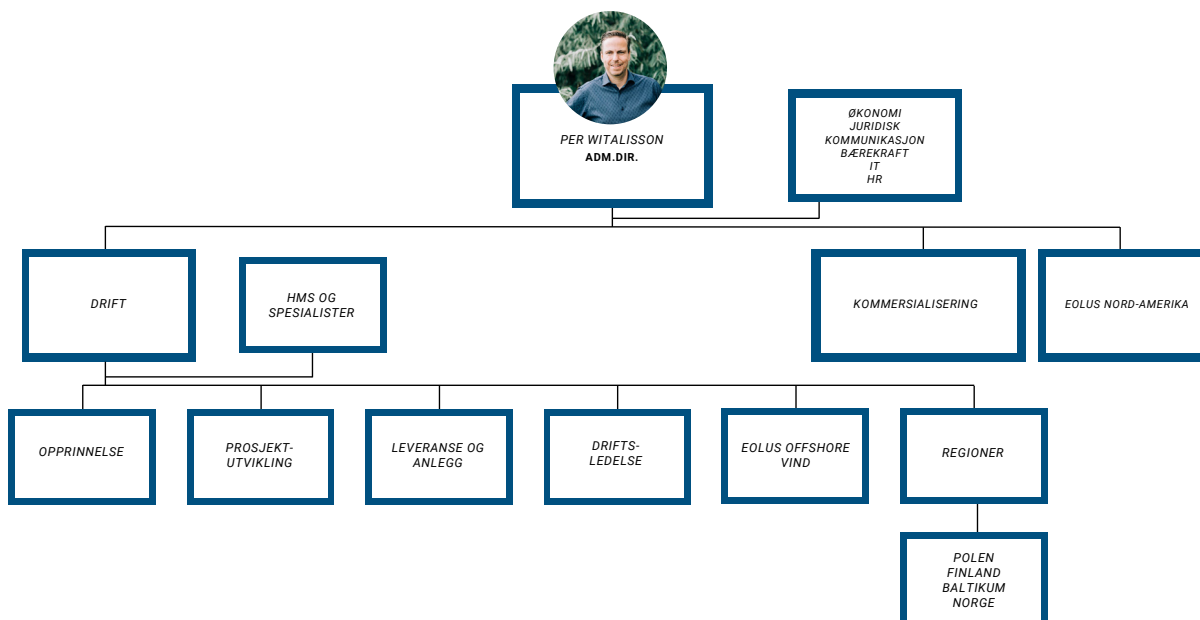 PER WITALISSON
ADM.DIR.
ØKONOMI
JURIDISK
KOMMUNIKASJON
BÆREKRAFT
IT
HR
DRIFT
HMS OG
SPESIALISTER
KOMMERSIALISERING
EOLUS NORD-AMERIKA
OPPRINNELSE
PROSJEKT-
UTVIKLING
LEVERANSE OG
ANLEGG
DRIFTS-
LEDELSE
EOLUS OFFSHORE
VIND
REGIONER
POLEN
FINLAND
BALTIKUM
NORGE